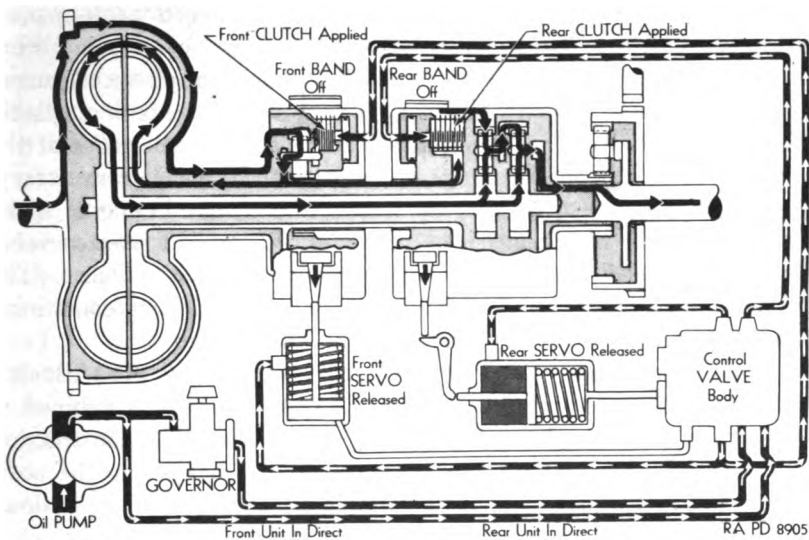 Front CLUTCH Applied
Rear CLUTCH Applied
Front BAND
Off
Rear BAND
Off
Front
SERVO
Released
Rear SERVO Released
Control
VALVE
Body
GOVERNOR
Oil PUMP
Front Unit In Direct
Rear Unit In Direct
RA PD 8905